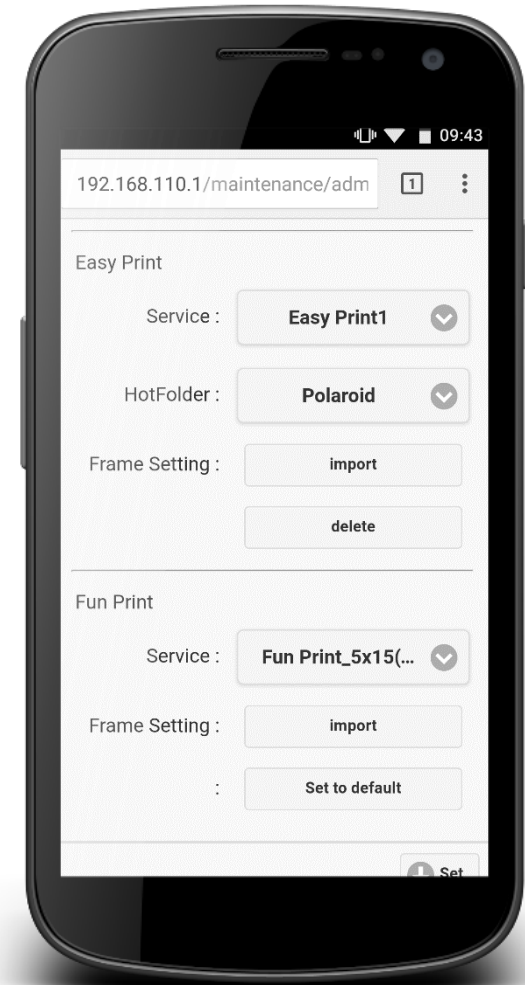 09:43
192.168.110.1/maintenance/adm
1
Easy Print
Service : Easy Print1
HotFolder : Polaroid
Frame Setting : import
delete
Fun Print
Service : Fun Print_5x15(...
Frame Setting : import
: Set to default
Set